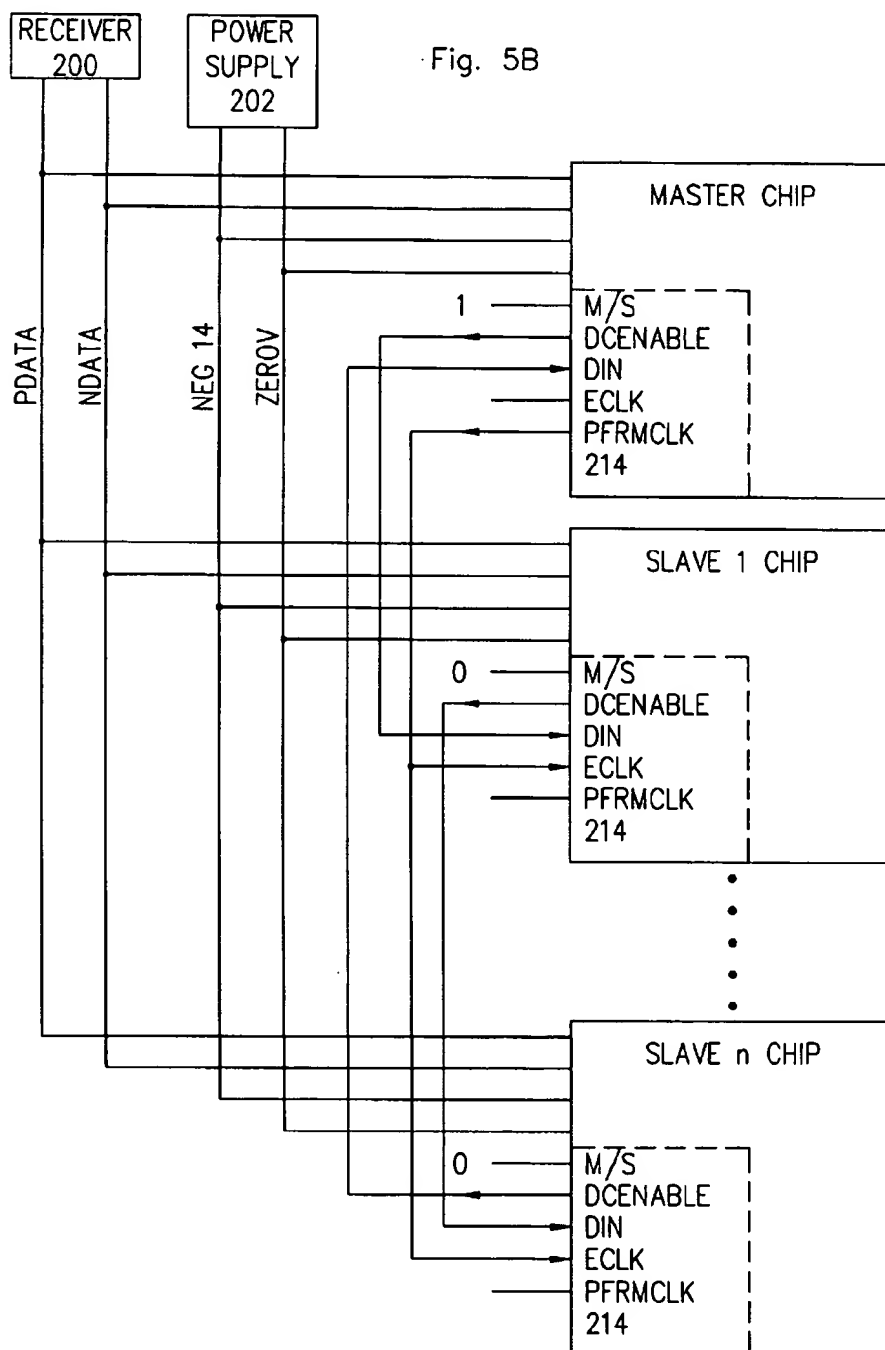 RECEIVER
200
POWER
SUPPLY
202
Fig. 5B
PDATA
NDATA
NEG 14
ZEROV
MASTER CHIP
1
M/S
DCENABLE
DIN
ECLK
PFRMCLK
214
SLAVE 1 CHIP
0
M/S
DCENABLE
DIN
ECLK
PFRMCLK
214
SLAVE n CHIP
0
M/S
DCENABLE
DIN
ECLK
PFRMCLK
214